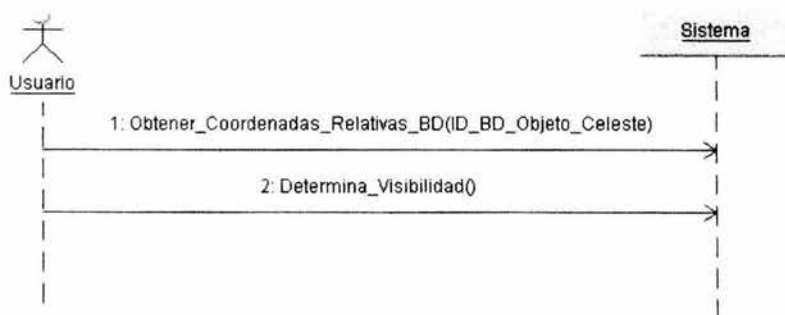 Sistema
Usuario
1: Obtener_Coordenadas_Relativas_BD(ID_BD_Objeto_Celeste)
2: Determina_Visibilidad()